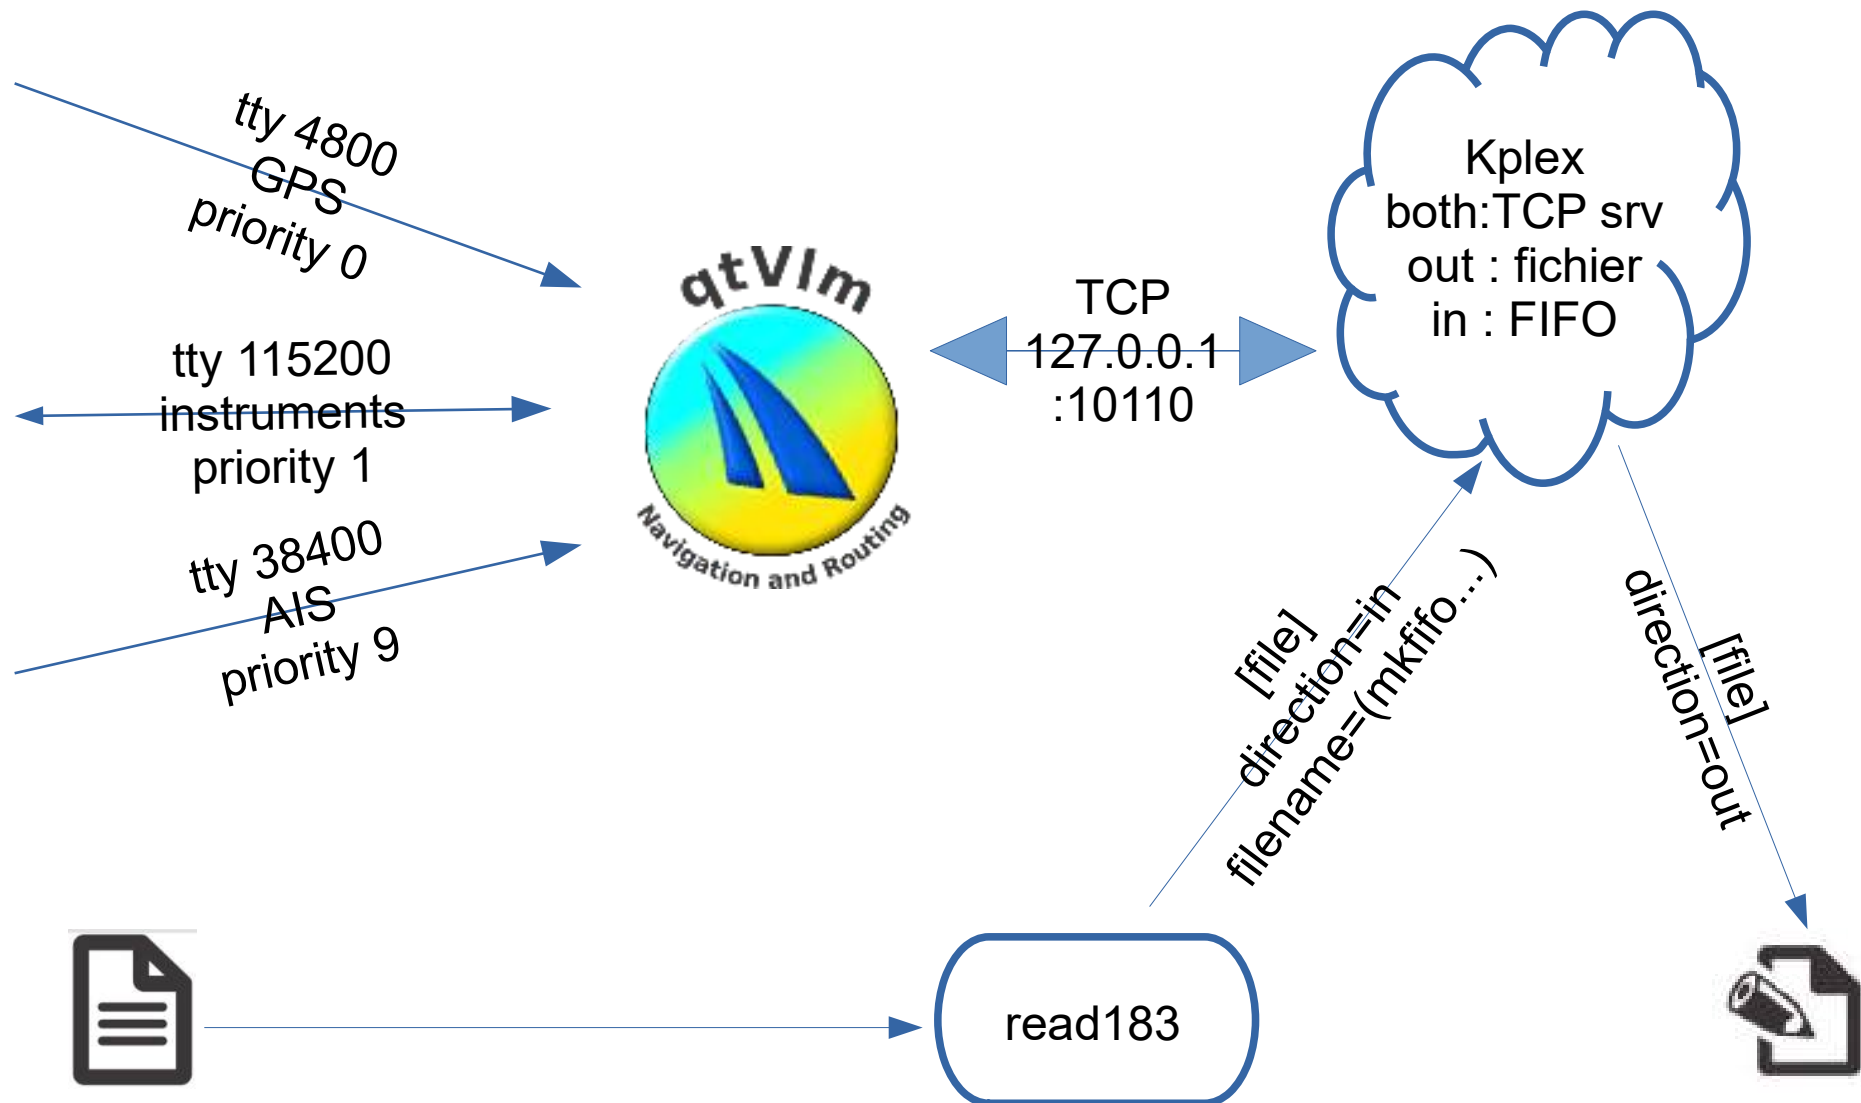 tty 4800
GPS
priority 0
tty 115200
instruments
priority 1
tty 38400
AIS
priority 9
qtVlm
Navigation and Routing
TCP
127.0.0.1
:10110
Kplex
both:TCP srv
out : fichier
in : FIFO
[file]
direction=in
filename=(mkfifo...)
[file]
direction=out
read183